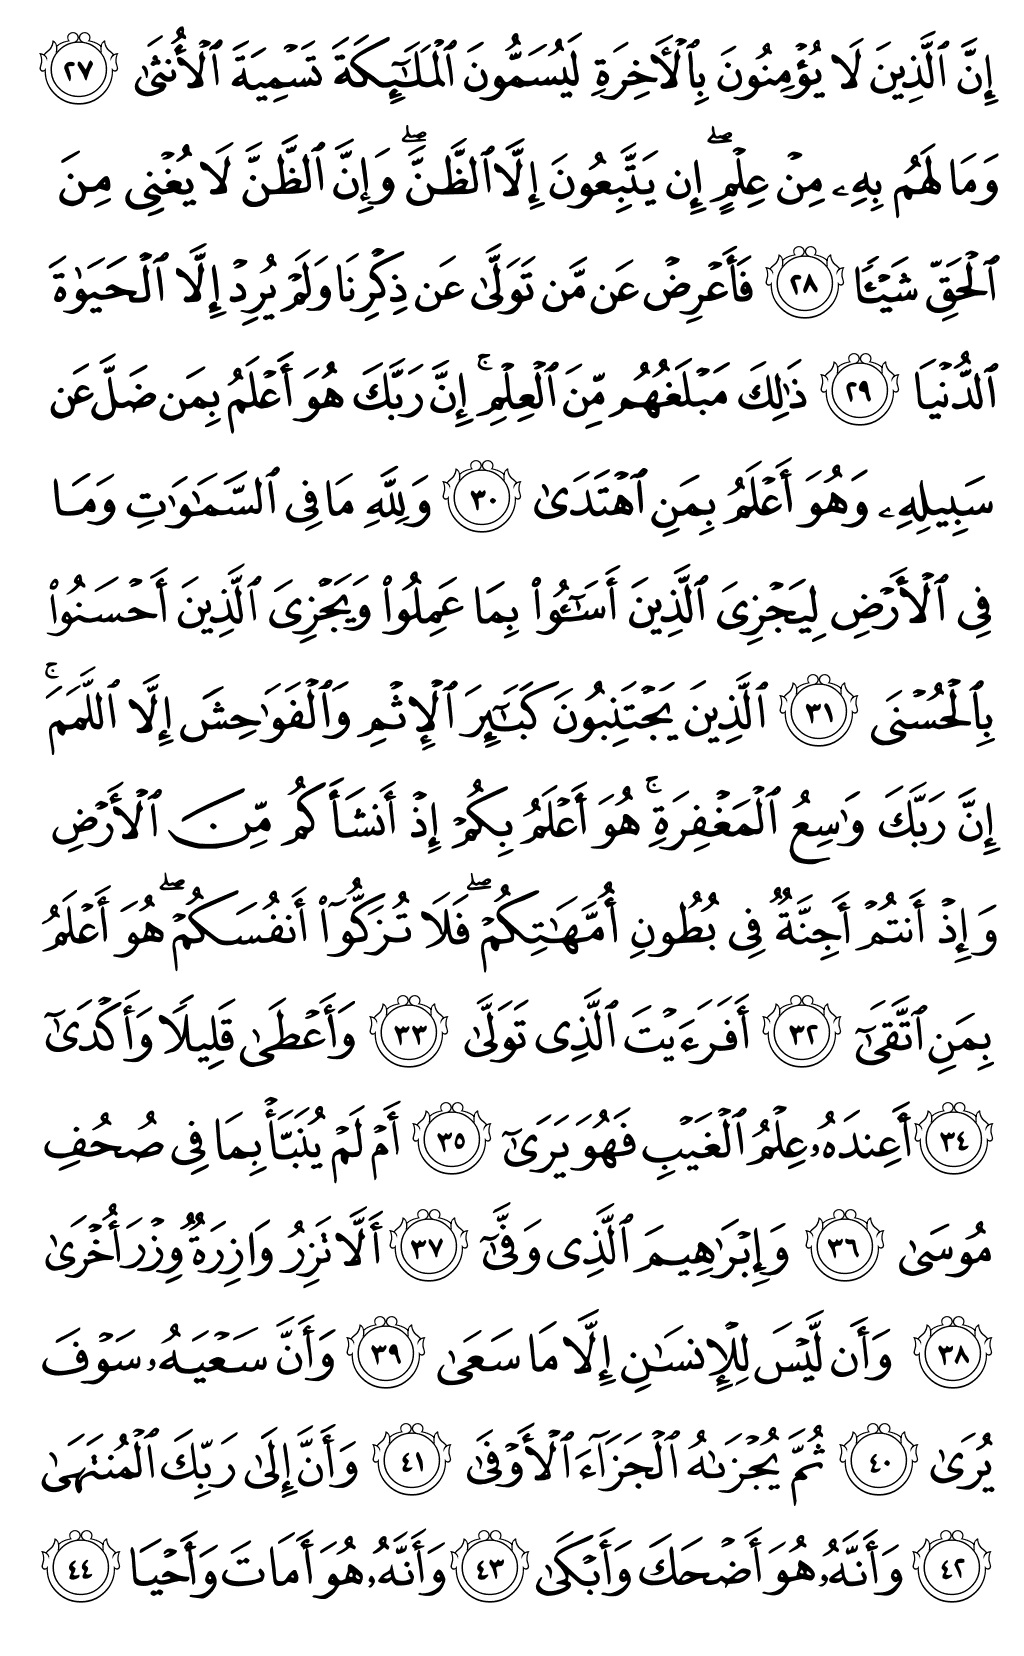 إِنَّ ٱلَّذِينَ لَا يُؤۡمِنُونَ بِٱلۡأٓخِرَةِ لَيُسَمُّونَ ٱلۡمَلَٰٓئِكَةَ تَسۡمِيَةَ ٱلۡأُنثَىٰ ٢٧
وَمَا لَهُم بِهِۦ مِنۡ عِلۡمٍۖ إِن يَتَّبِعُونَ إِلَّا ٱلظَّنَّۖ وَإِنَّ ٱلظَّنَّ لَا يُغۡنِي مِنَ
ٱلۡحَقِّ شَيۡـٔٗا ٢٨ فَأَعۡرِضۡ عَن مَّن تَوَلَّىٰ عَن ذِكۡرِنَا وَلَمۡ يُرِدۡ إِلَّا ٱلۡحَيَوٰةَ
ٱلدُّنۡيَا ٢٩ ذَٰلِكَ مَبۡلَغُهُم مِّنَ ٱلۡعِلۡمِۚ إِنَّ رَبَّكَ هُوَ أَعۡلَمُ بِمَن ضَلَّ عَن
سَبِيلِهِۦ وَهُوَ أَعۡلَمُ بِمَنِ ٱهۡتَدَىٰ ٣٠ وَلِلَّهِ مَا فِي ٱلسَّمَٰوَٰتِ وَمَا
فِي ٱلۡأَرۡضِ لِيَجۡزِيَ ٱلَّذِينَ أَسَٰٓـُٔواْ بِمَا عَمِلُواْ وَيَجۡزِيَ ٱلَّذِينَ أَحۡسَنُواْ
بِٱلۡحُسۡنَى ٣١ ٱلَّذِينَ يَجۡتَنِبُونَ كَبَٰٓئِرَ ٱلۡإِثۡمِ وَٱلۡفَوَٰحِشَ إِلَّا ٱللَّمَمَۚ
إِنَّ رَبَّكَ وَٰسِعُ ٱلۡمَغۡفِرَةِۚ هُوَ أَعۡلَمُ بِكُمۡ إِذۡ أَنشَأَكُم مِّنَ ٱلۡأَرۡضِ
وَإِذۡ أَنتُمۡ أَجِنَّةٞ فِي بُطُونِ أُمَّهَٰتِكُمۡۖ فَلَا تُزَكُّوٓاْ أَنفُسَكُمۡۖ هُوَ أَعۡلَمُ
بِمَنِ ٱتَّقَىٰٓ ٣٢ أَفَرَءَيۡتَ ٱلَّذِي تَوَلَّىٰ ٣٣ وَأَعۡطَىٰ قَلِيلٗا وَأَكۡدَىٰٓ
٣٤ أَعِندَهُۥ عِلۡمُ ٱلۡغَيۡبِ فَهُوَ يَرَىٰٓ ٣٥ أَمۡ لَمۡ يُنَبَّأۡ بِمَا فِي صُحُفِ
مُوسَىٰ ٣٦ وَإِبۡرَٰهِيمَ ٱلَّذِي وَفَّىٰٓ ٣٧ أَلَّا تَزِرُ وَازِرَةٞ وِزۡرَ أُخۡرَىٰ
٣٨ وَأَن لَّيۡسَ لِلۡإِنسَٰنِ إِلَّا مَا سَعَىٰ ٣٩ وَأَنَّ سَعۡيَهُۥ سَوۡفَ
يُرَىٰ ٤٠ ثُمَّ يُجۡزَىٰهُ ٱلۡجَزَآءَ ٱلۡأَوۡفَىٰ ٤١ وَأَنَّ إِلَىٰ رَبِّكَ ٱلۡمُنتَهَىٰ
٤٢ وَأَنَّهُۥ هُوَ أَضۡحَكَ وَأَبۡكَىٰ ٤٣ وَأَنَّهُۥ هُوَ أَمَاتَ وَأَحۡيَا ٤٤